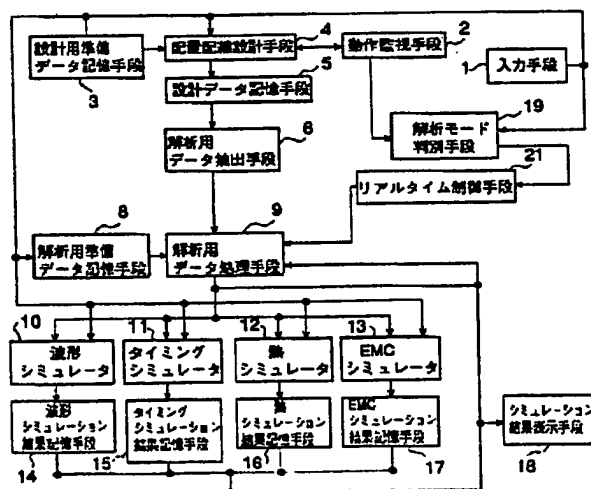 4
2
設計用準備
データ記憶手段
配置配線設計手段
動作監視手段
1
入力手段
3
5
設計データ記憶手段
19
解析モード
判別手段
6
解析用
データ抽出手段
21
リアルタイム制御手段
8
9
解析用準備
データ記憶手段
解析用
データ処理手段
10
11
12
13
波形
シミュレータ
タイミング
シミュレータ
熱
シミュレータ
EMC
シミュレータ
波形
シミュレーション
結果記憶手段
タイミング
シミュレーション
結果記憶手段
熱
シミュレーション
結果記憶手段
EMC
シミュレーション
結果記憶手段
シミュレーション
結果表示手段
14
15
16
17
18